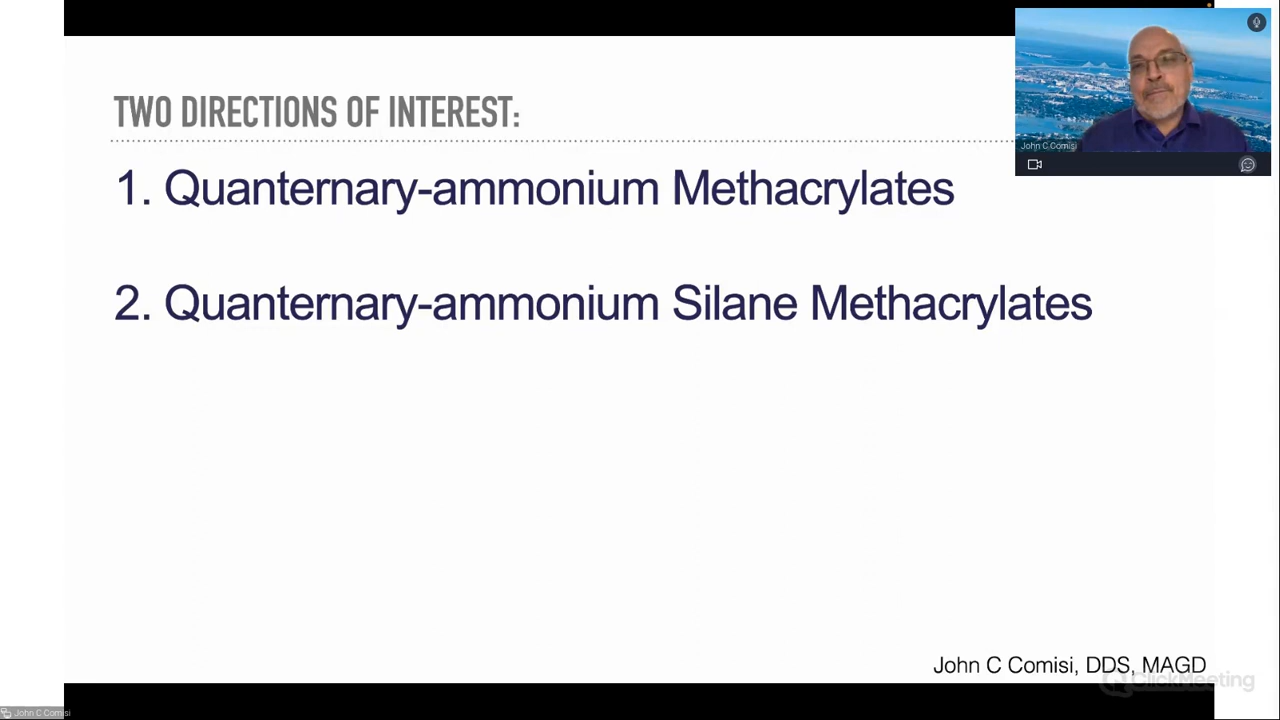 TWO DIRECTIONS OF INTEREST:
John C Comisi
1. Quanternary-ammonium Methacrylates
2. Quanternary-ammonium Silane Methacrylates
John C Comisi, DDS, MAGD
ClickMeeting
John C Comisi